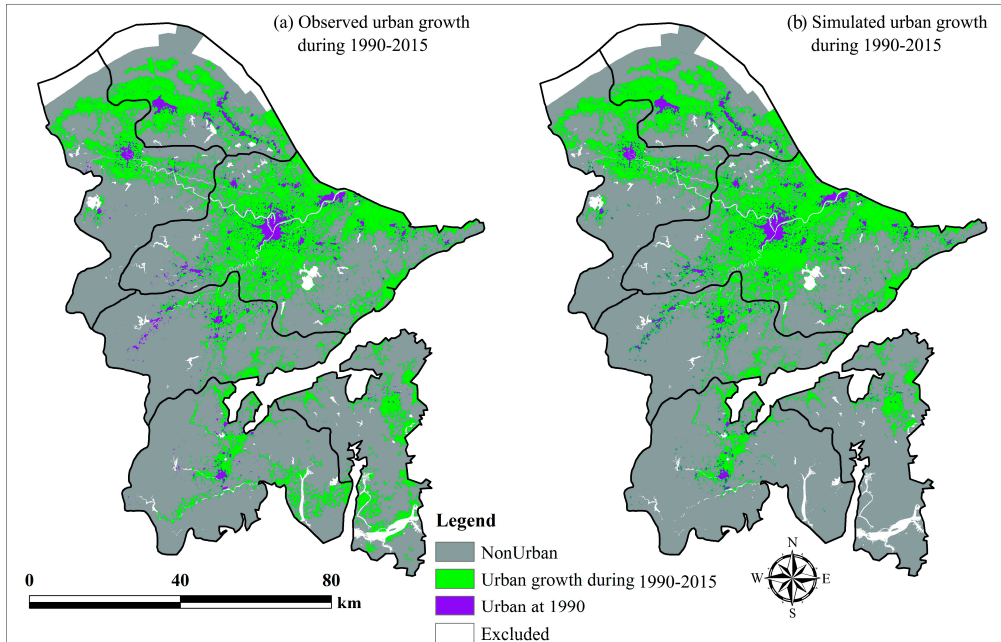 (a) Observed urban growth
during 1990-2015
(b) Simulated urban growth
during 1990-2015
Legend
NonUrban
Urban growth during 1990-2015
Urban at 1990
Excluded
0 40 80
km
N
W E
S